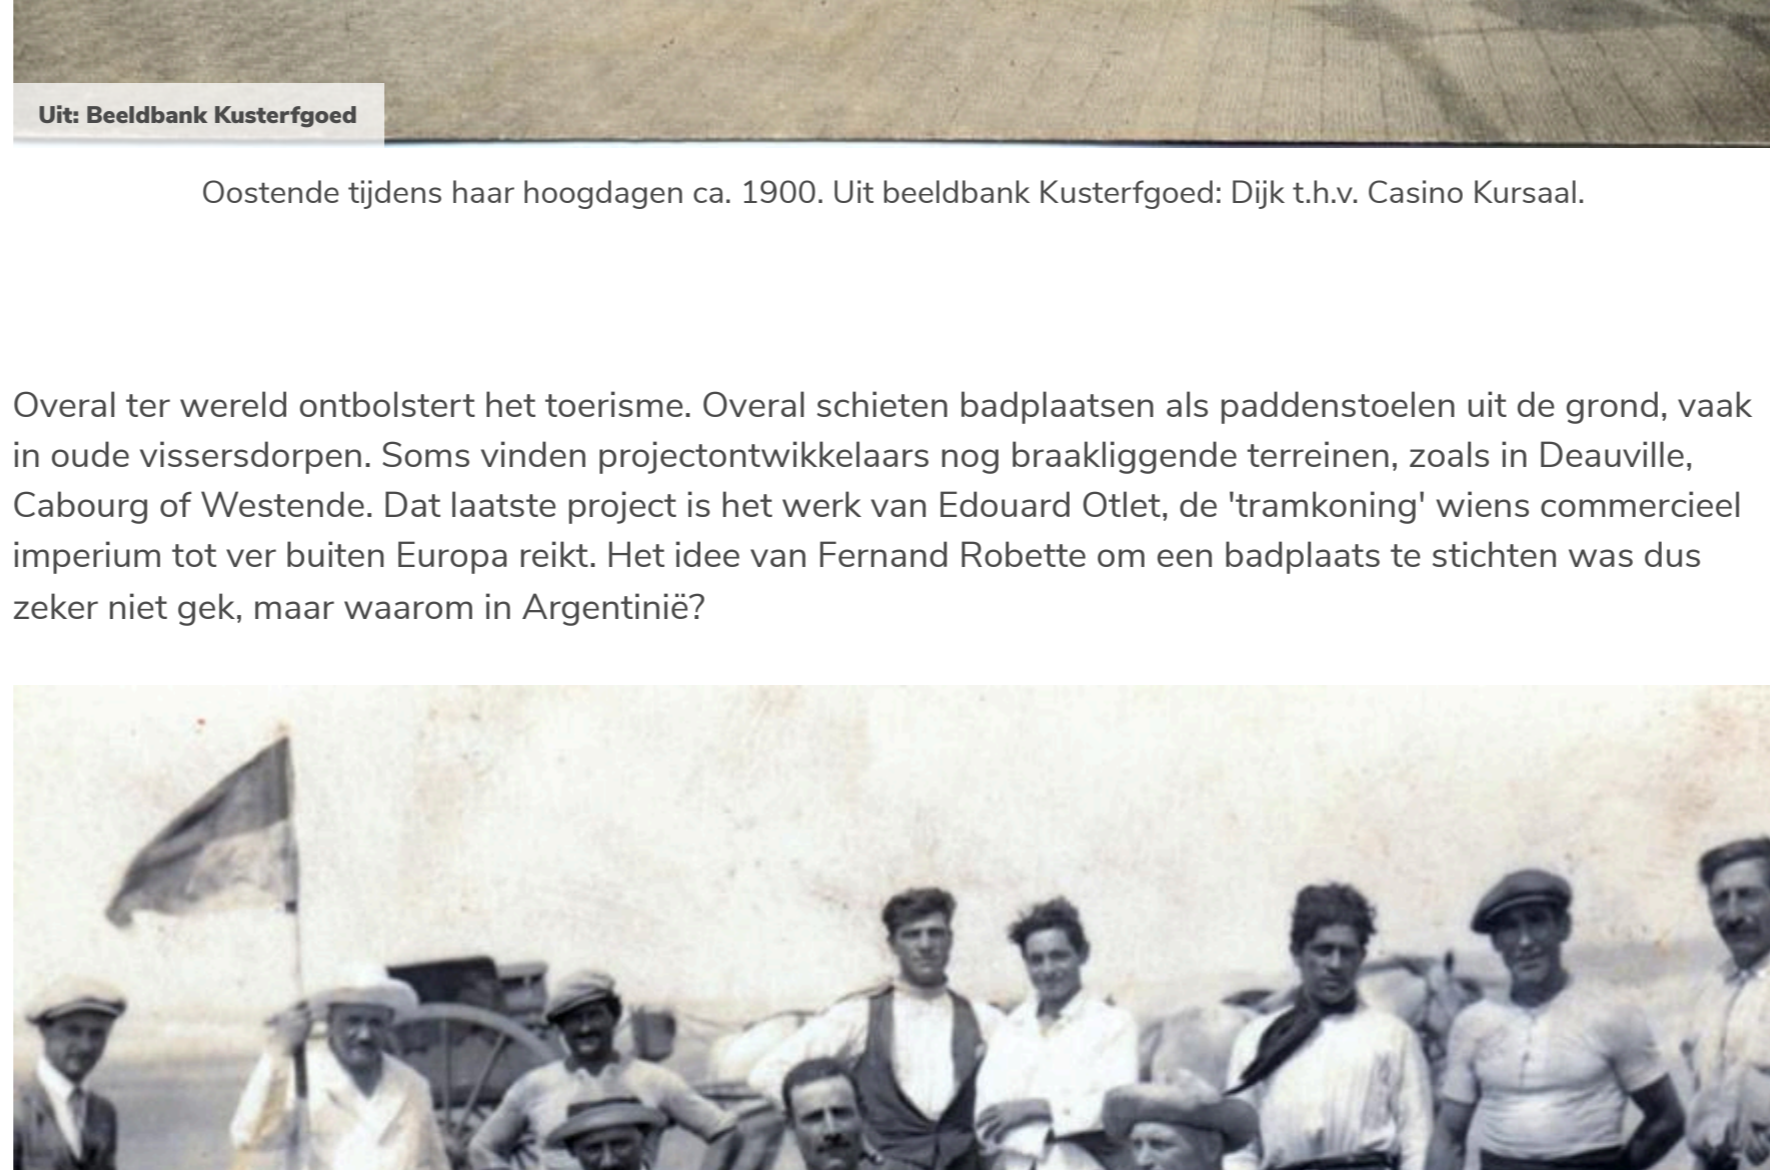 Uit: Beeldbank Kusterfgoed
Oostende tijdens haar hoogdagen ca. 1900. Uit beeldbank Kusterfgoed: Dijk t.h.v. Casino Kursaal.
Overal ter wereld ontbolstert het toerisme. Overal schieten badplaatsen als paddenstoelen uit de grond, vaak
in oude vissersdorpen. Soms vinden projectontwikkelaars nog braakliggende terreinen, zoals in Deauville,
Cabourg of Westende. Dat laatste project is het werk van Edouard Otlet, de 'tramkoning' wiens commercieel
imperium tot ver buiten Europa reikt. Het idee van Fernand Robette om een badplaats te stichten was dus
zeker niet gek, maar waarom in Argentinië?